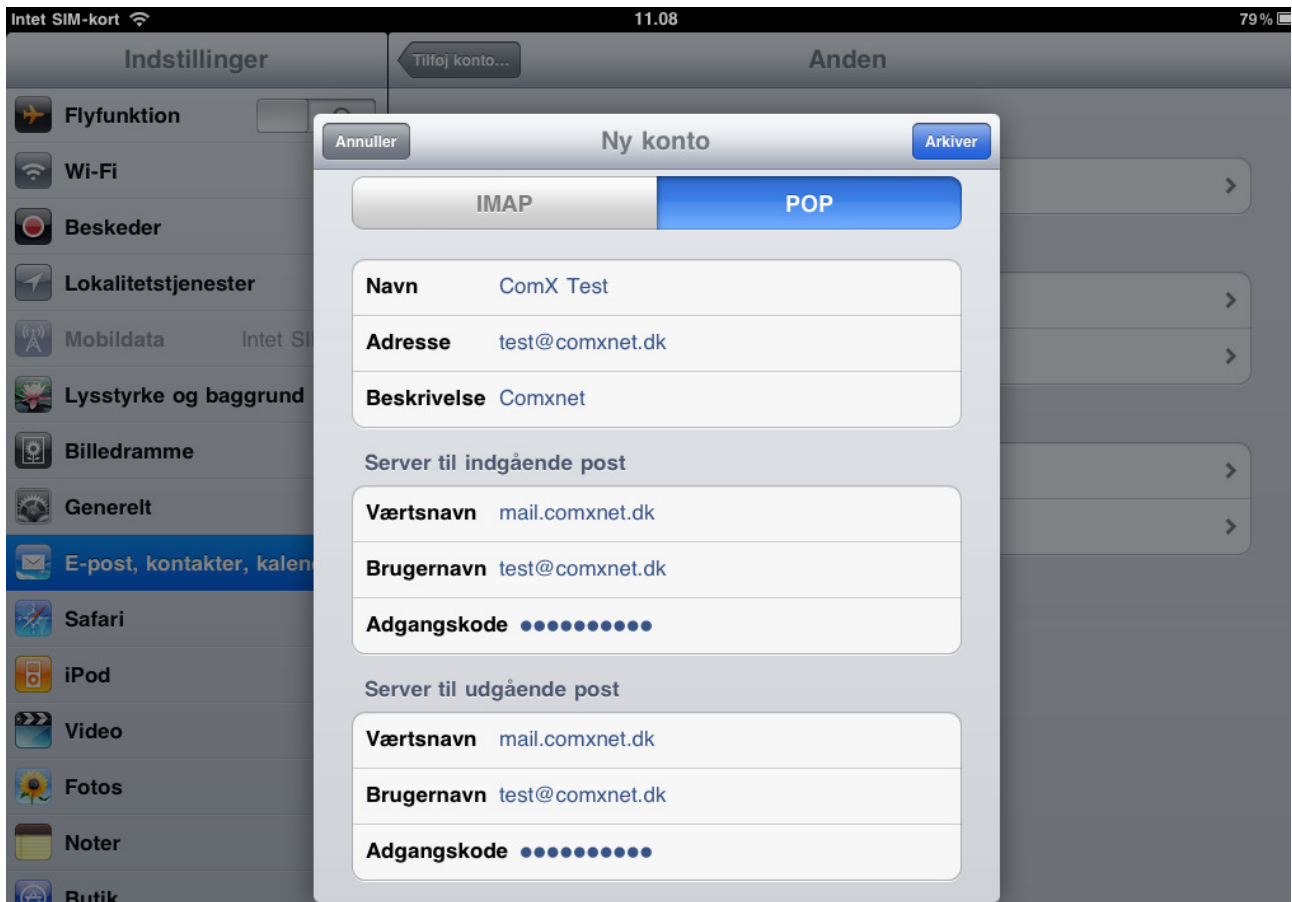 Intet SIM-kort 11.08 79 %
Indstillinger
Tilføj konto...
Anden
Flyfunktion
Wi-Fi
Beskeder
Lokalitetstjenester
Mobildata Intet SI
Lysstyrke og baggrund
Billedramme
Generelt
E-post, kontakter, kalen
Safari
iPod
Video
Fotos
Noter
Butik
Annuller Ny konto Arkiver
IMAP POP
Navn ComX Test
Adresse test@comxnet.dk
Beskrivelse Comxnet
Server til indgående post
Værtsnavn mail.comxnet.dk
Brugernavn test@comxnet.dk
Adgangskode ●●●●●●●●●●
Server til udgående post
Værtsnavn mail.comxnet.dk
Brugernavn test@comxnet.dk
Adgangskode ●●●●●●●●●●